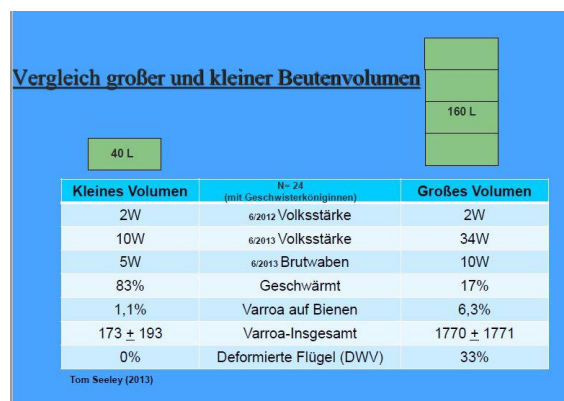 Vergleich großer und kleiner Beutenvolumen
160 L
40 L
Kleines Volumen N= 24 (mit Geschwisterköniginnen) Großes Volumen
2W 6/2012 Volksstärke 2W
10W 6/2013 Volksstärke 34W
5W 6/2013 Brutwaben 10W
83% Geschwärmt 17%
1,1% Varroa auf Bienen 6,3%
173 ± 193 Varroa-Insgesamt 1770 ± 1771
0% Deformierte Flügel (DWV) 33%
Tom Seeley (2013)